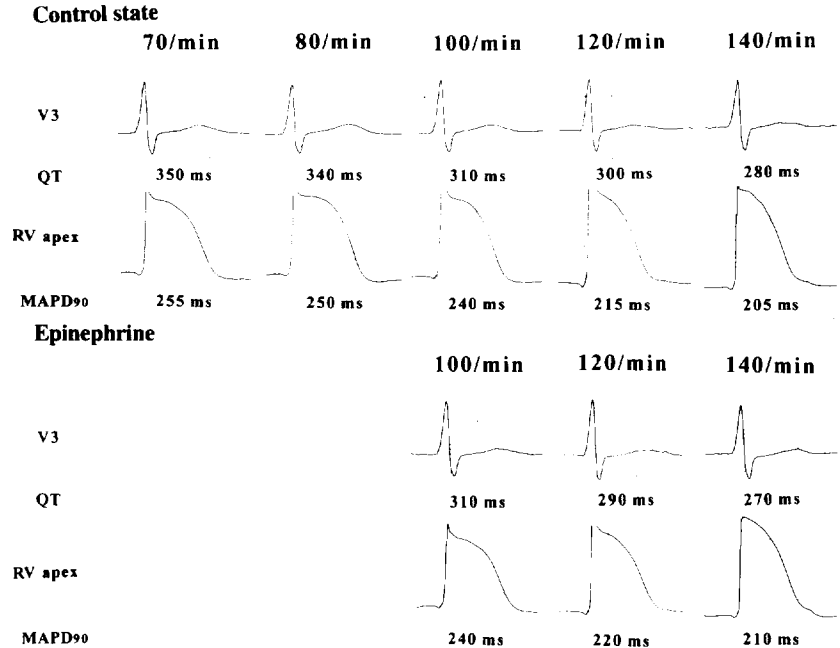 Control state
70/min 80/min 100/min 120/min 140/min
V3
QT 350 ms 340 ms 310 ms 300 ms 280 ms
RV apex
MAPD90 255 ms 250 ms 240 ms 215 ms 205 ms
Epinephrine
100/min 120/min 140/min
V3
QT 310 ms 290 ms 270 ms
RV apex
MAPD90 240 ms 220 ms 210 ms